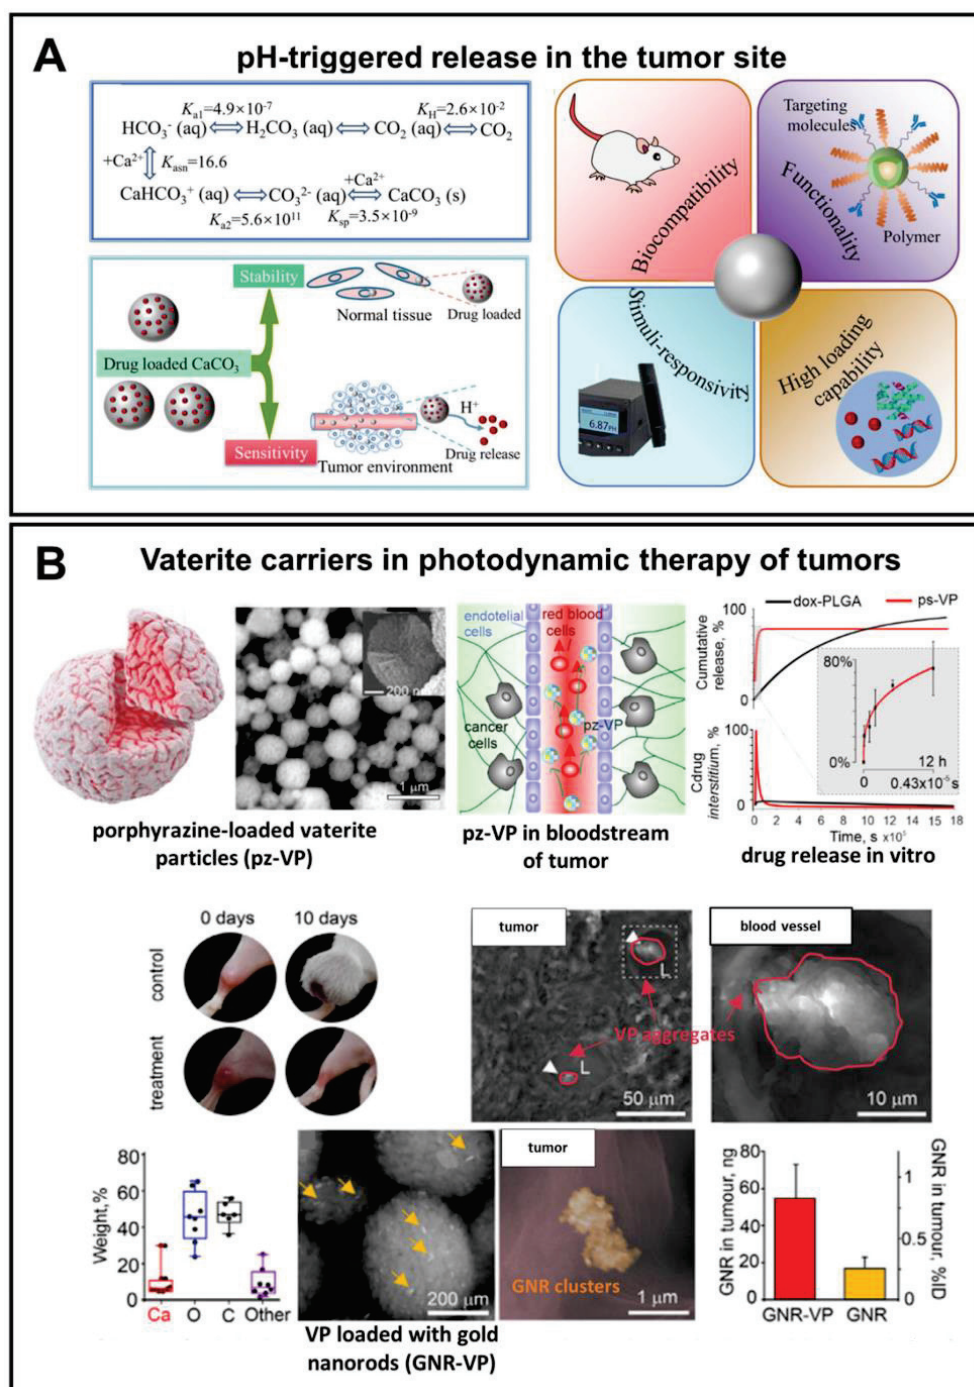 A
pH-triggered release in the tumor site
Ka1=4.9×10-7
KH=2.6×10-2
HCO3- (aq) ⇔ H2CO3 (aq) ⇔ CO2 (aq) ⇔ CO2
+Ca2+
Kasn=16.6
+Ca2+
CaHCO3+ (aq) ⇔ CO32- (aq) ⇔ CaCO3 (s)
Ka2=5.6×1011
Ksp=3.5×10-9
Stability
Normal tissue
Drug loaded
Drug loaded CaCO3
H+
Sensitivity
Tumor environment
Drug release
Biocompatibility
Targeting
molecules
Functionality
Polymer
Stimuli-responsivity
6.87PH
High loading
capability
B
Vaterite carriers in photodynamic therapy of tumors
200 nm
1 μm
porphyrazine-loaded vaterite
particles (pz-VP)
endotelial
cells
red blood
cells
cancer
cells
pz-VP
pz-VP in bloodstream
of tumor
dox-PLGA
ps-VP
100
Cumulative
release, %
0
80%
0%
0
12 h
0.43x10-5s
100
Cdrug
interstitium, %
0
0 2 4 6 8 10 12 14 16 18
Time, s x105
drug release in vitro
0 days
10 days
control
treatment
tumor
L
VP aggregates
L
50 μm
blood vessel
10 μm
80
60
40
20
0
Weight,%
Ca
O
C
Other
200 μm
VP loaded with gold
nanorods (GNR-VP)
tumor
GNR clusters
1 μm
GNR in tumour, ng
80
60
40
20
0
GNR-VP
GNR
1
0.5
0
GNR in tumour, %ID